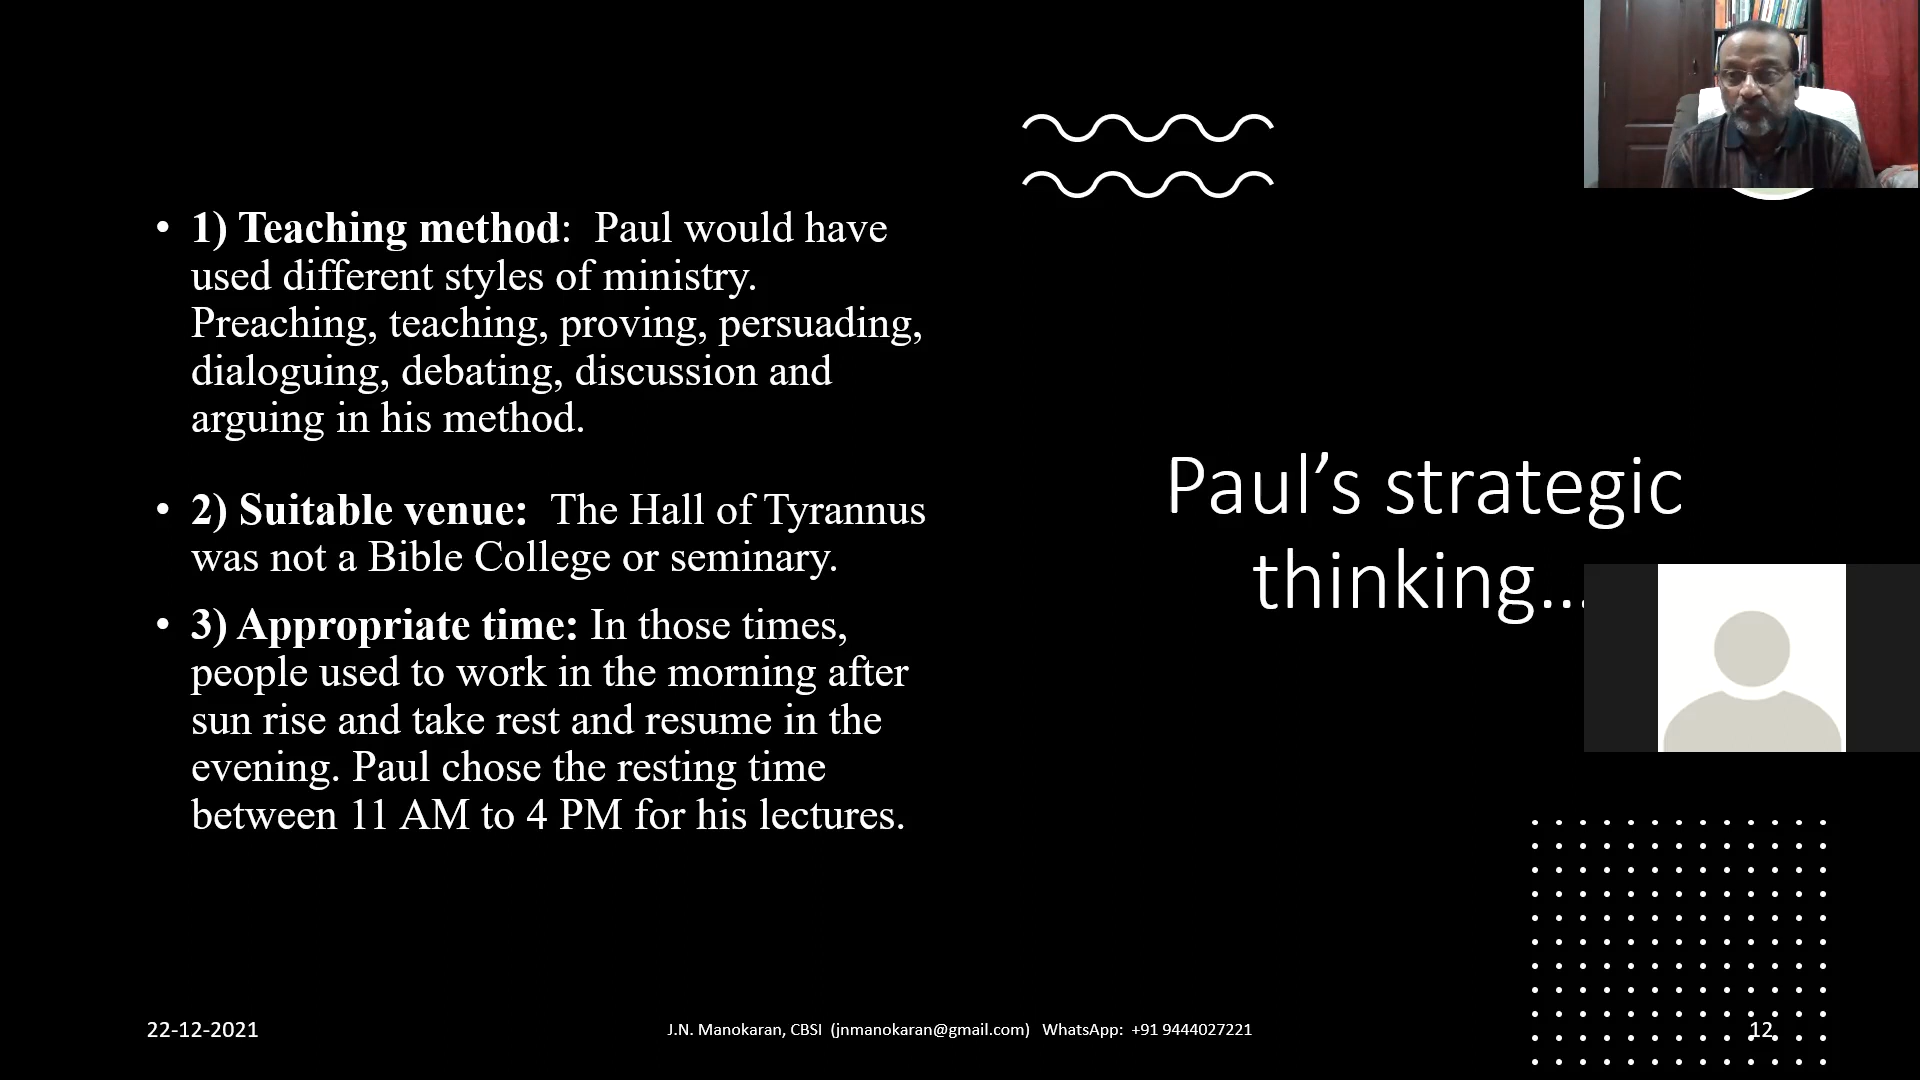 • 1) Teaching method:  Paul would have
used different styles of ministry.
Preaching, teaching, proving, persuading,
dialoguing, debating, discussion and
arguing in his method.
• 2) Suitable venue:  The Hall of Tyrannus
was not a Bible College or seminary.
• 3) Appropriate time: In those times,
people used to work in the morning after
sun rise and take rest and resume in the
evening. Paul chose the resting time
between 11 AM to 4 PM for his lectures.
Paul’s strategic
thinking...
22-12-2021
J.N. Manokaran, CBSI  (jnmanokaran@gmail.com)   WhatsApp:  +91 9444027221
12